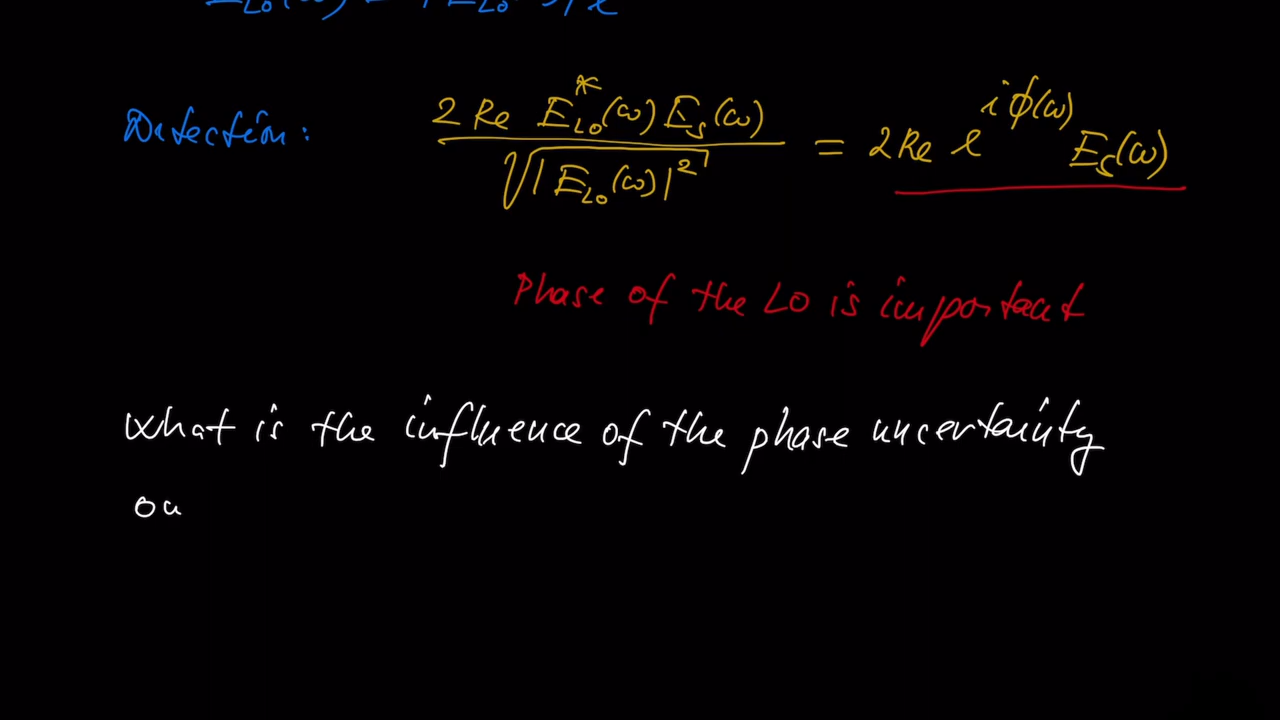 E_LO(ω)
Detection: 2 Re E*_LO(ω) E_s(ω) / √|E_LO(ω)|² = 2 Re e^{iϕ(ω)} E_s(ω)
Phase of the LO is important
What is the influence of the phase uncertainty
on